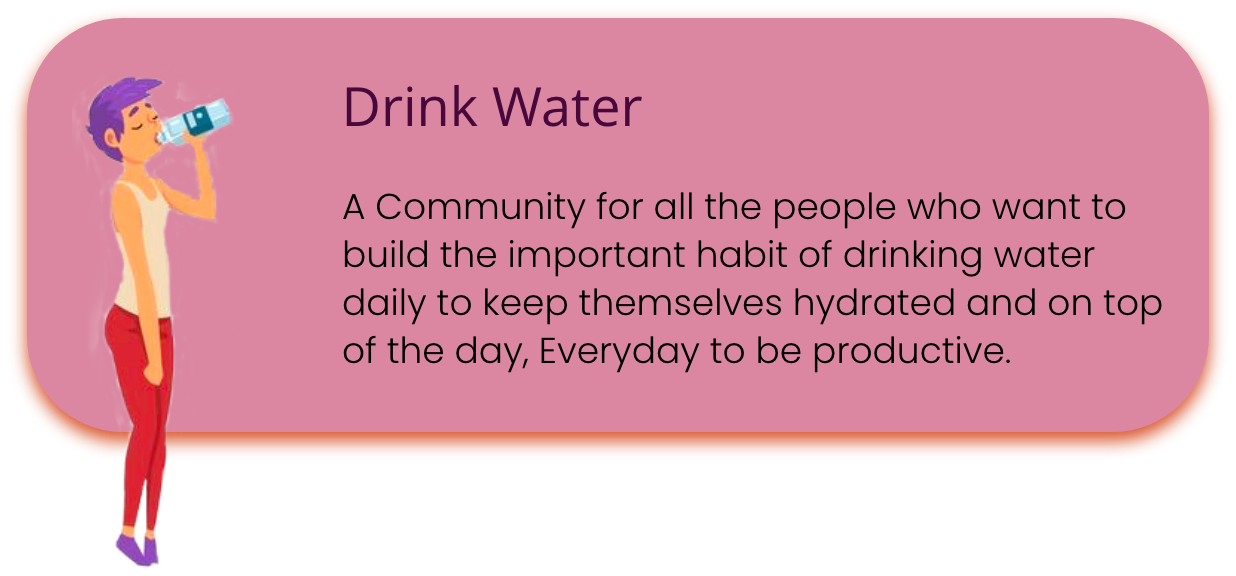 Drink Water
A Community for all the people who want to
build the important habit of drinking water
daily to keep themselves hydrated and on top
of the day, Everyday to be productive.